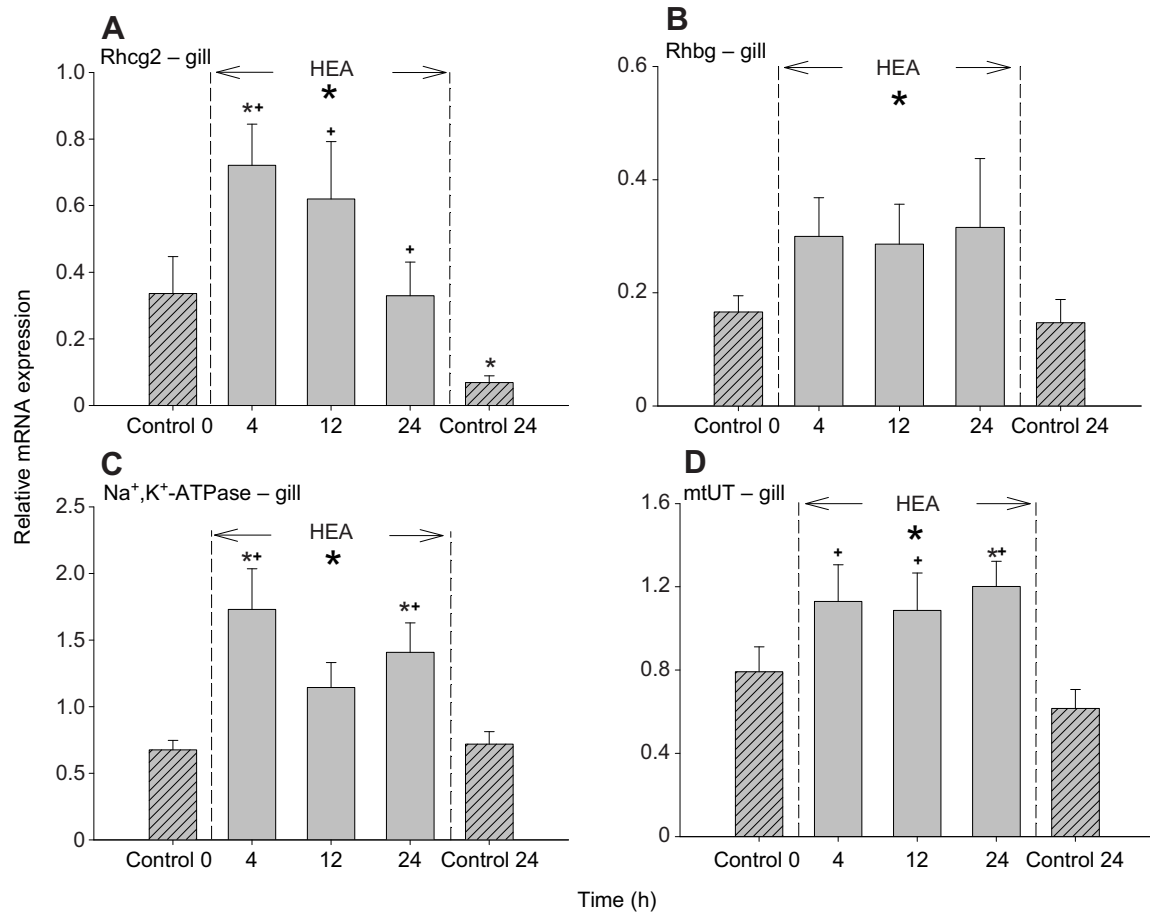 A
Rhcg2 – gill
HEA
*
*+
+
+
*
1.0
0.8
0.6
0.4
0.2
0
Control 0 4 12 24 Control 24
B
Rhbg – gill
HEA
*
0.6
0.4
0.2
0
Control 0 4 12 24 Control 24
C
Na⁺,K⁺-ATPase – gill
HEA
*+
*
*+
2.5
2.0
1.5
1.0
0.5
0
Control 0 4 12 24 Control 24
D
mtUT – gill
HEA
*
+
+
*+
1.6
1.2
0.8
0.4
0
Control 0 4 12 24 Control 24
Relative mRNA expression
Time (h)